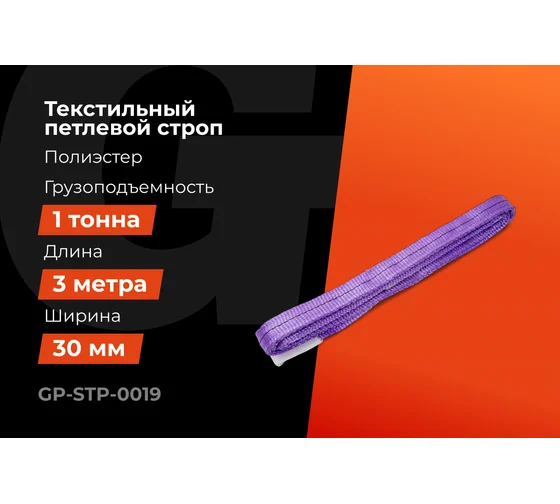 Текстильный
петлевой строп
Полиэстер
Грузоподъемность
1 тонна
Длина
3 метра
Ширина
30 мм
GP-STP-0019